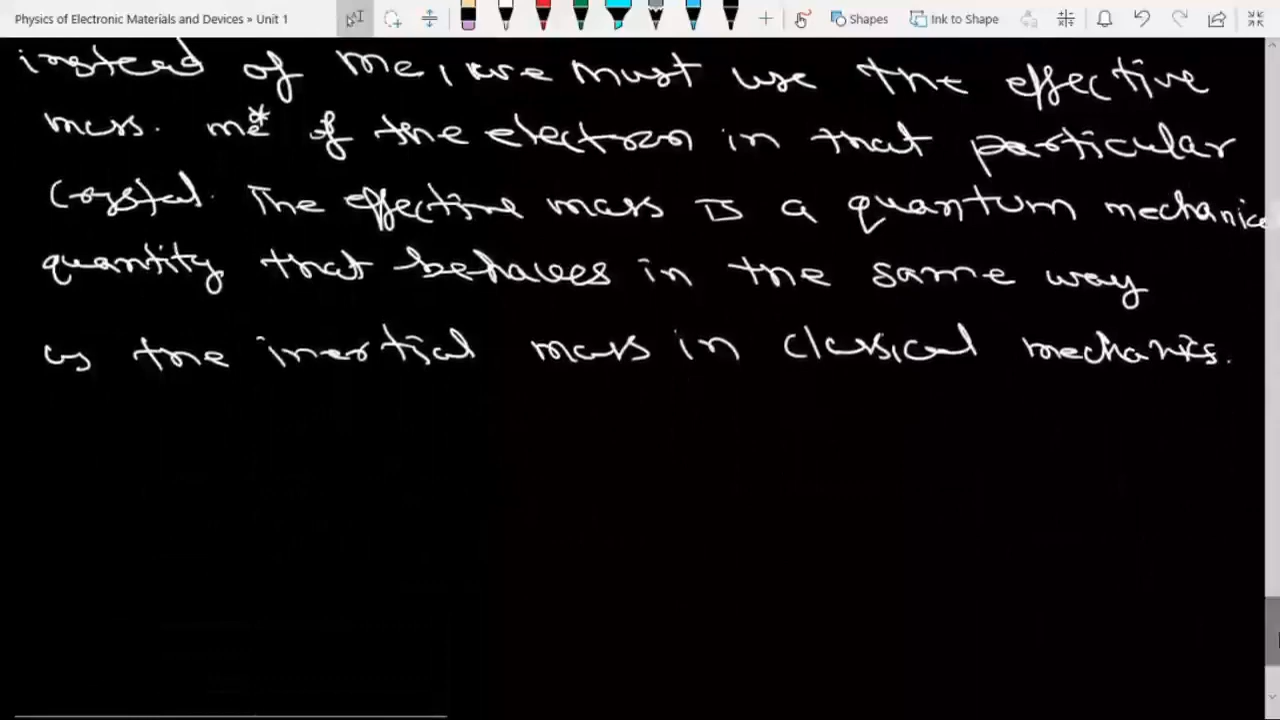 Physics of Electronic Materials and Devices » Unit 1
Shapes
Ink to Shape
instead of me, we must use the effective
mass. me* of the electron in that particular
crystal. The effective mass is a quantum mechanic
quantity that behaves in the same way
as the inertial mass in classical mechanics.